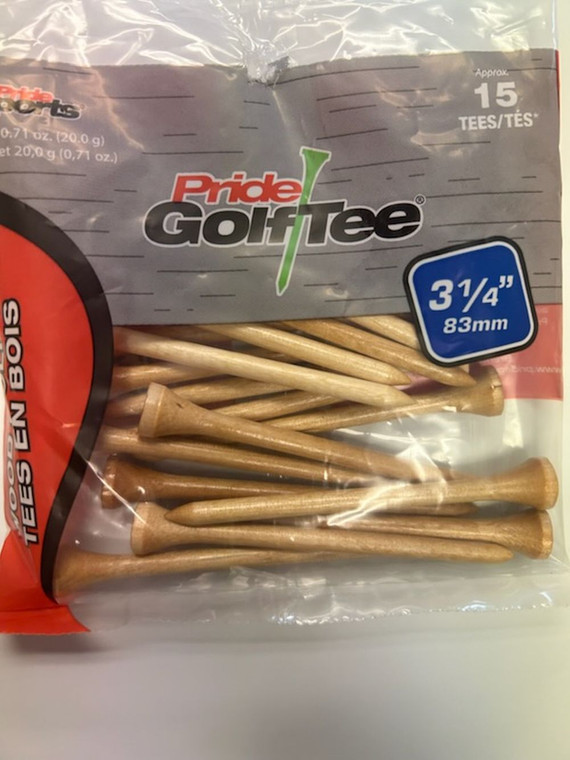 Pride
Sports
0.71 oz. (20.0 g)
et 20,0 g (0,71 oz.)
Approx.
15
TEES/TÉS*
Pride
GolfTee®
3 1/4"
83mm
WOOD
TEES EN BOIS